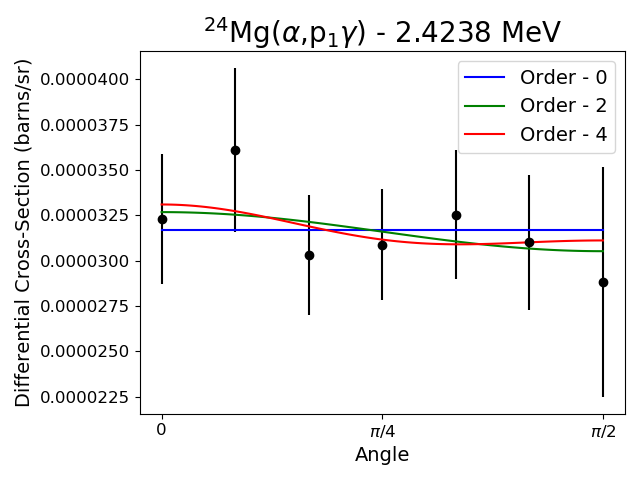 ²⁴Mg(α,p₁γ) - 2.4238 MeV
Differential Cross-Section (barns/sr)
0.0000400
0.0000375
0.0000350
0.0000325
0.0000300
0.0000275
0.0000250
0.0000225
Order - 0
Order - 2
Order - 4
0
π/4
π/2
Angle